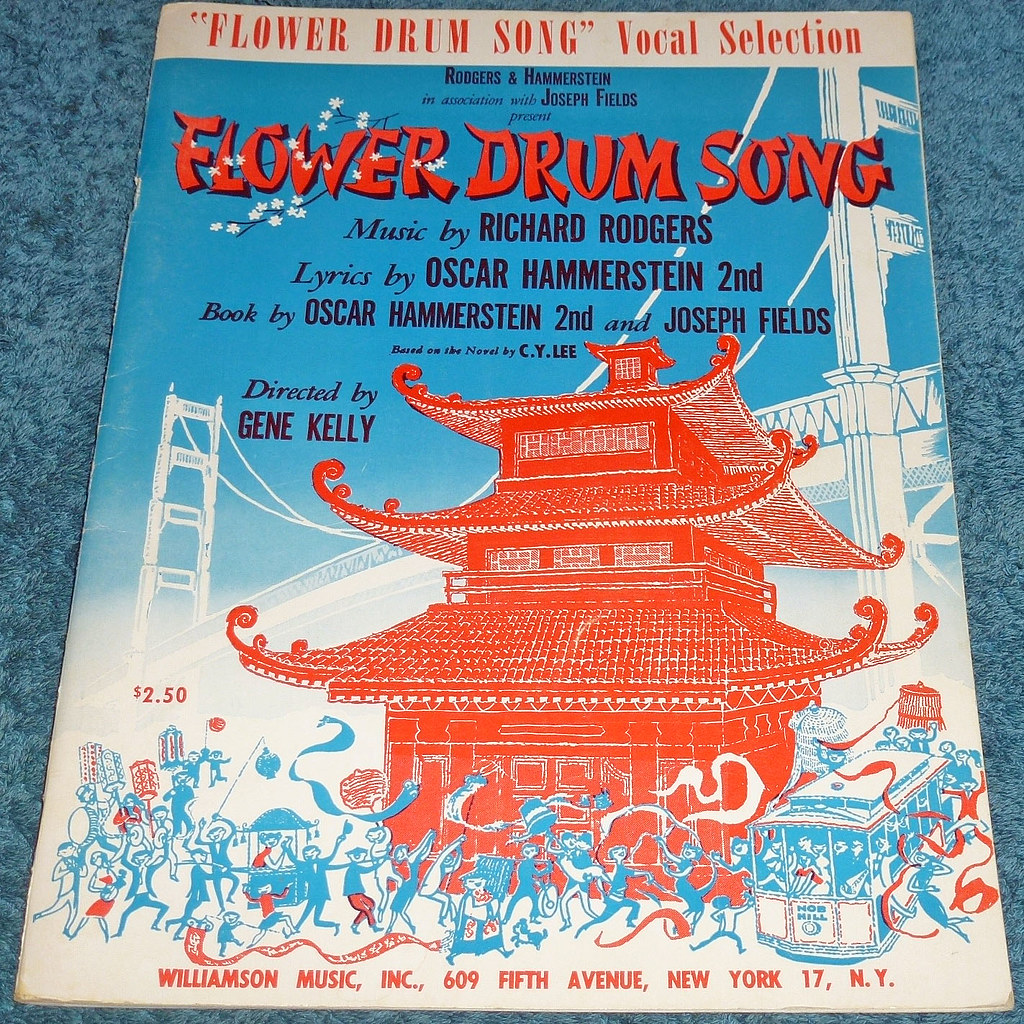 "FLOWER DRUM SONG" Vocal Selection
RODGERS & HAMMERSTEIN
in association with JOSEPH FIELDS
present
FLOWER DRUM SONG
Music by RICHARD RODGERS
Lyrics by OSCAR HAMMERSTEIN 2nd
Book by OSCAR HAMMERSTEIN 2nd and JOSEPH FIELDS
Based on the Novel by C. Y. LEE
Directed by
GENE KELLY
$2.50
NOB
HILL
WILLIAMSON MUSIC, INC., 609 FIFTH AVENUE, NEW YORK 17, N. Y.